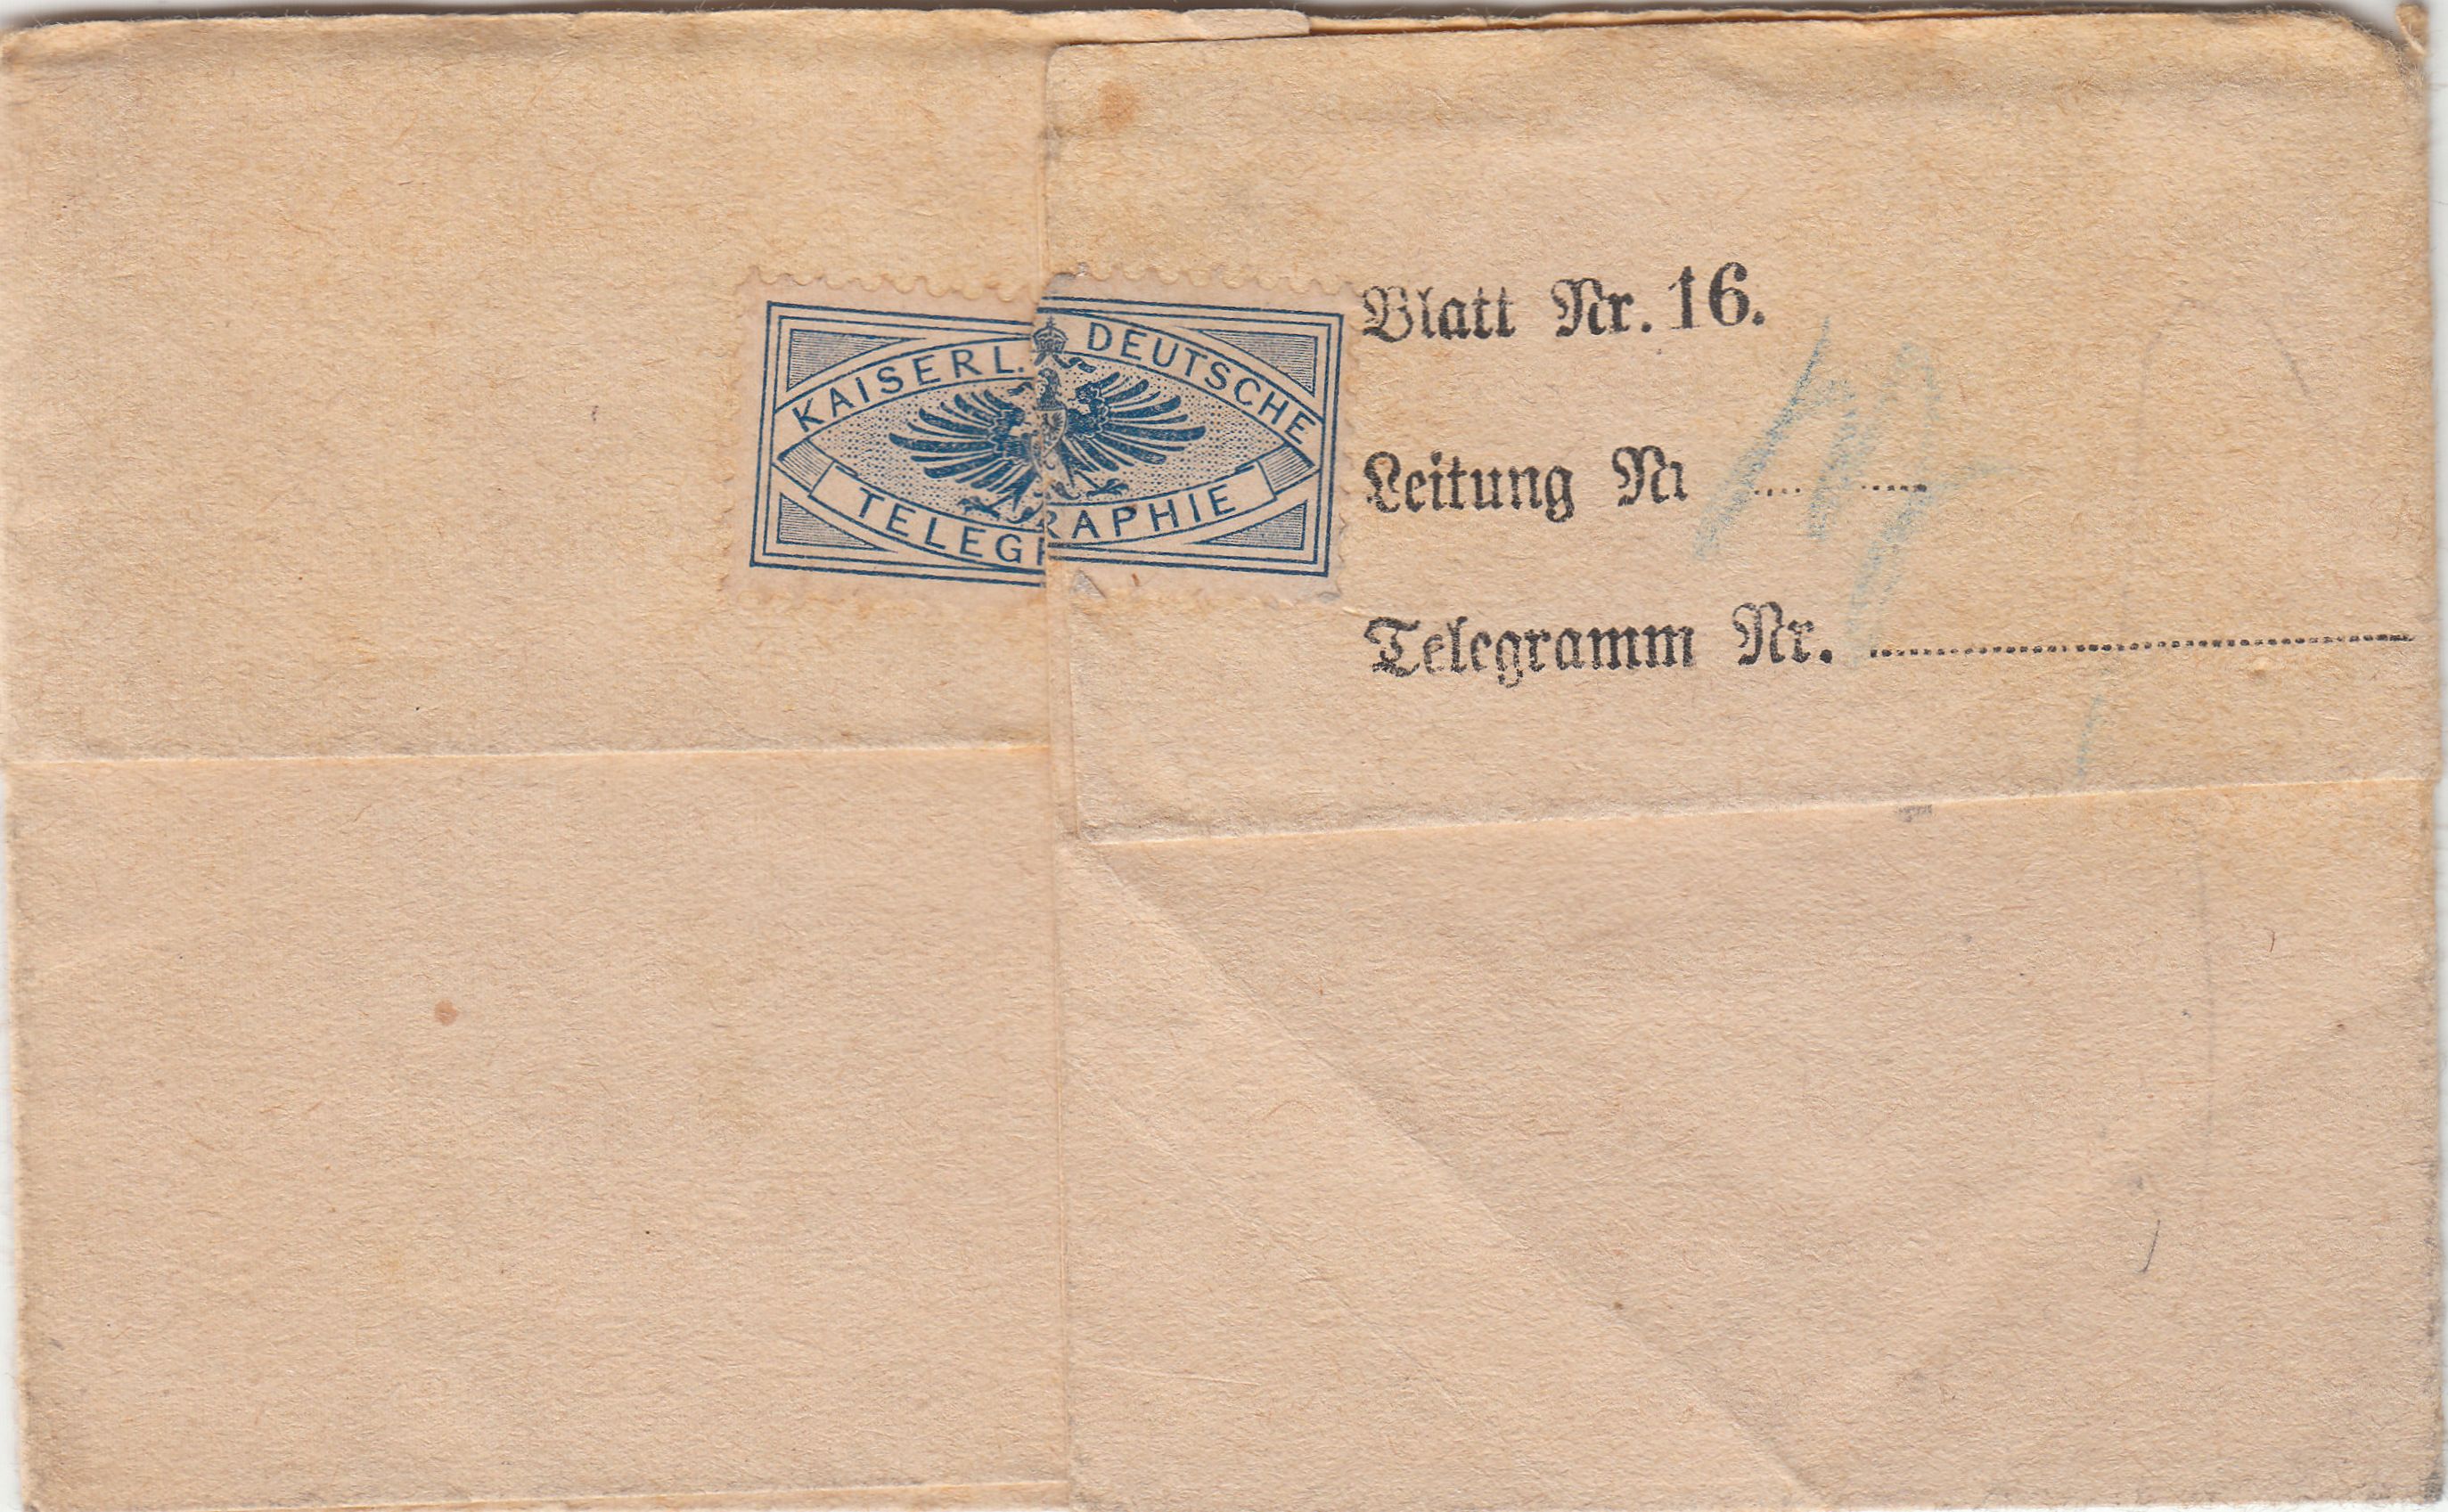 KAISERL. DEUTSCHE
TELEGRAPHIE
Blatt Nr. 16.
Leitung Nr
Telegramm Nr.